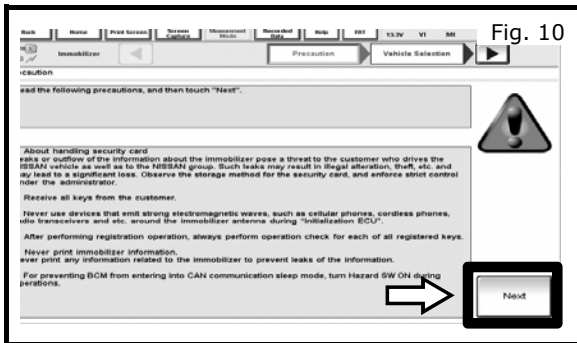 Fig. 10
Back Home Print Screen Screen Capture Measurement Mode Recorded Data Help ERT 13.3V VI MI
Immobilizer Precaution Vehicle Selection
caution
ead the following precautions, and then touch "Next".
About handling security card
eaks or outflow of the information about the immobilizer pose a threat to the customer who drives the
ISSAN vehicle as well as to the NISSAN group. Such leaks may result in illegal alteration, theft, etc. and
ay lead to a significant loss. Observe the storage method for the security card, and enforce strict control
nder the administrator.
Receive all keys from the customer.
Never use devices that emit strong electromagnetic waves, such as cellular phones, cordless phones,
adio transceivers and etc. around the immobilizer antenna during "Initialization ECU".
After performing registration operation, always perform operation check for each of all registered keys.
Never print immobilizer information.
ever print any information related to the immobilizer to prevent leaks of the information.
For preventing BCM from entering into CAN communication sleep mode, turn Hazard SW ON during
perations.
Next